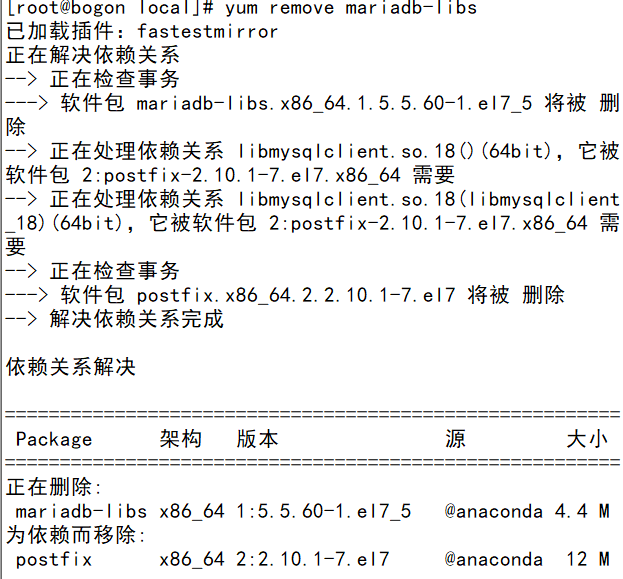 [root@bogon local]# yum remove mariadb-libs
已加载插件：fastestmirror
正在解决依赖关系
--> 正在检查事务
---> 软件包 mariadb-libs.x86_64.1.5.5.60-1.el7_5 将被 删
除
--> 正在处理依赖关系 libmysqlclient.so.18()(64bit)，它被
软件包 2:postfix-2.10.1-7.el7.x86_64 需要
--> 正在处理依赖关系 libmysqlclient.so.18(libmysqlclient
_18)(64bit)，它被软件包 2:postfix-2.10.1-7.el7.x86_64 需
要
--> 正在检查事务
---> 软件包 postfix.x86_64.2.2.10.1-7.el7 将被 删除
--> 解决依赖关系完成
依赖关系解决
========================================================
Package 架构 版本 源 大小
========================================================
正在删除:
mariadb-libs x86_64 1:5.5.60-1.el7_5 @anaconda 4.4 M
为依赖而移除:
postfix x86_64 2:2.10.1-7.el7 @anaconda 12 M